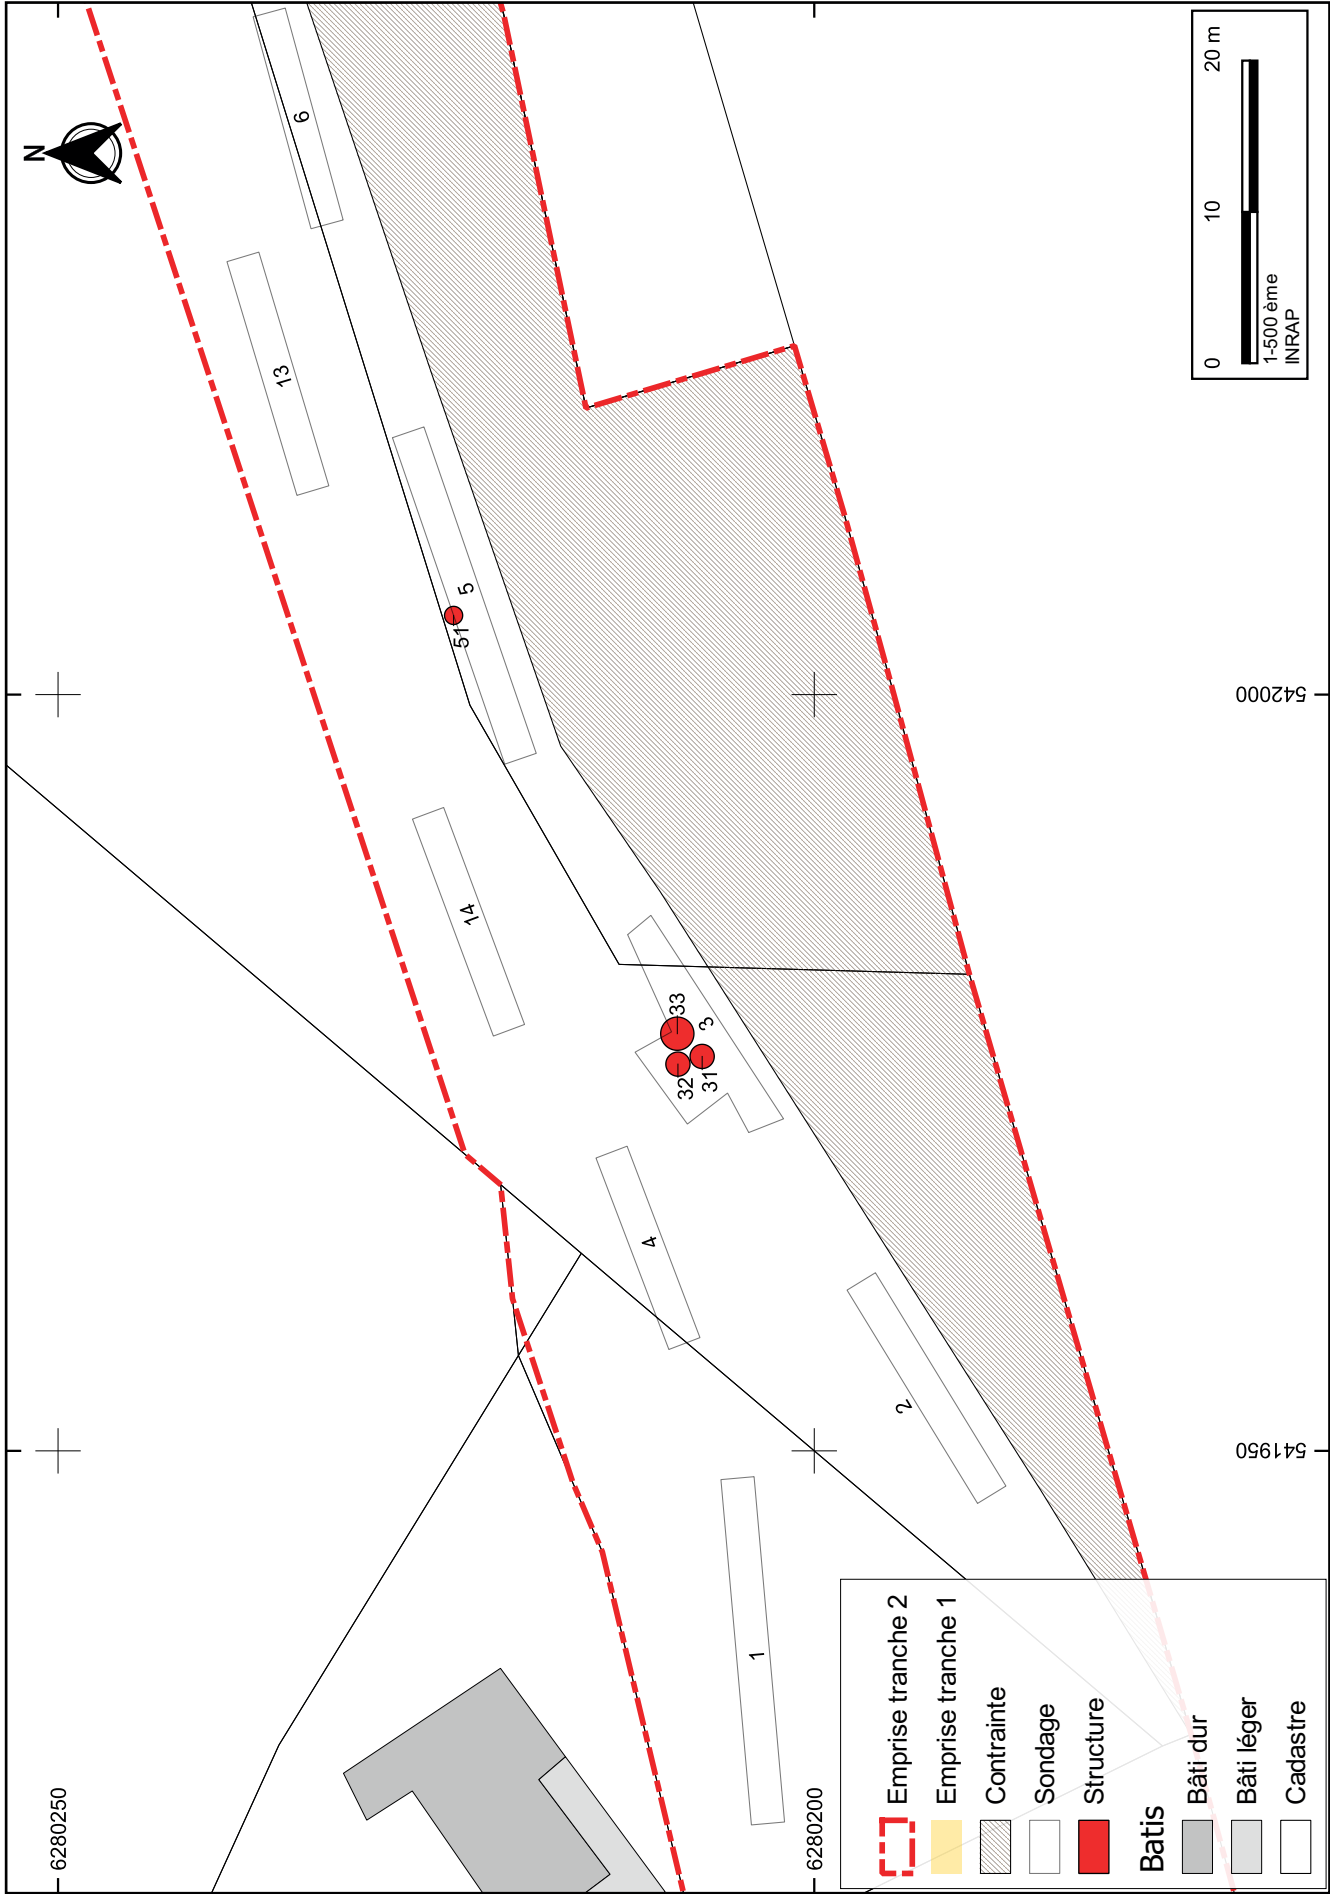 N
6
13
5
51
14
33
3
32
31
4
2
1
6280250
6280200
542000
541950
0 10 20 m
1-500 ème
INRAP
Emprise tranche 2
Emprise tranche 1
Contrainte
Sondage
Structure
Batis
Bâti dur
Bâti léger
Cadastre